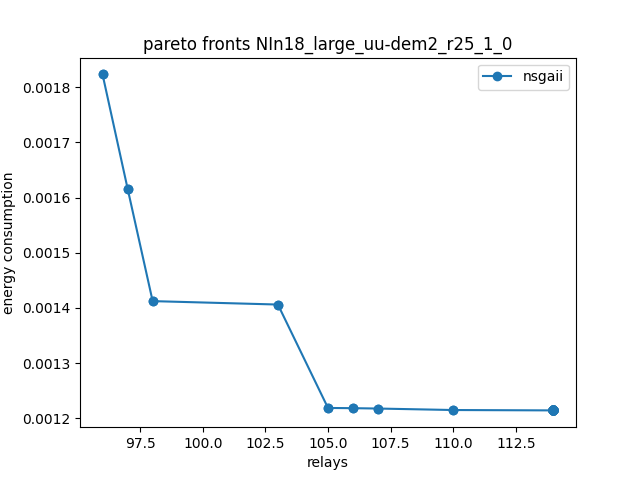 pareto fronts NIn18_large_uu-dem2_r25_1_0
nsgaii
energy consumption
0.0018
0.0017
0.0016
0.0015
0.0014
0.0013
0.0012
97.5 100.0 102.5 105.0 107.5 110.0 112.5
relays